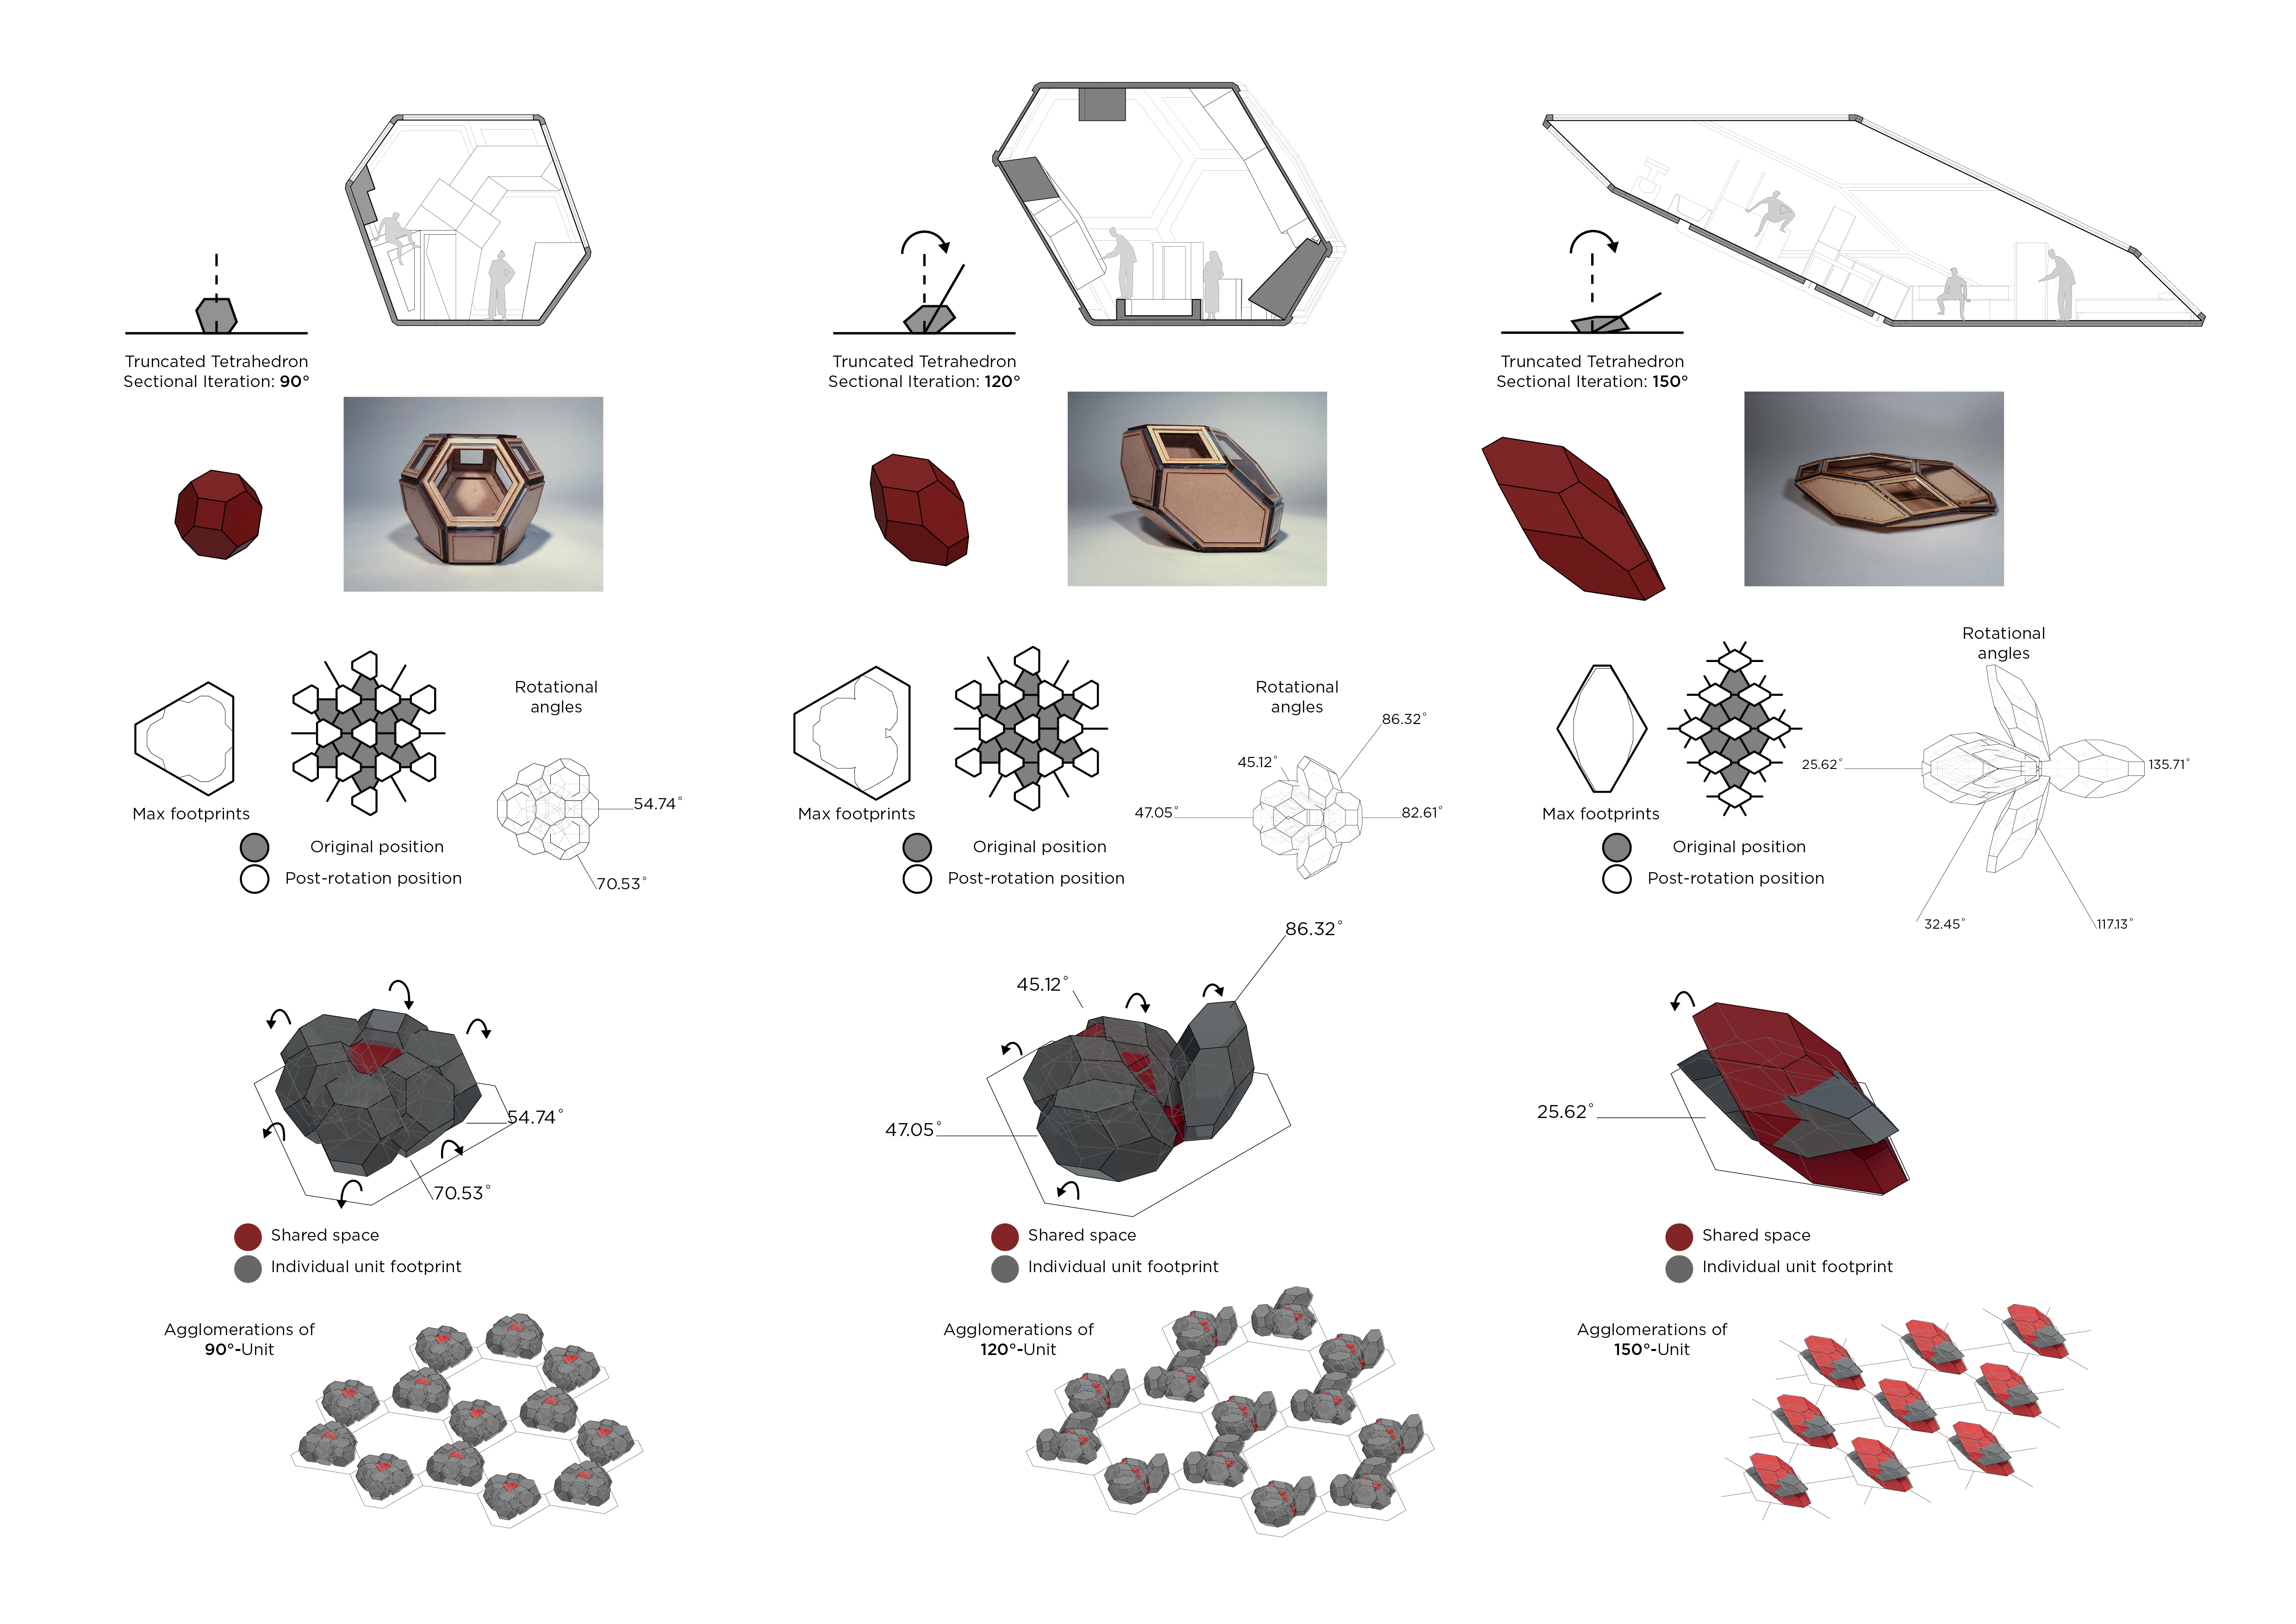 Truncated Tetrahedron
Sectional Iteration: 90°
Truncated Tetrahedron
Sectional Iteration: 120°
Truncated Tetrahedron
Sectional Iteration: 150°
Rotational
angles
54.74°
70.53°
Max footprints
Original position
Post-rotation position
Rotational
angles
86.32°
45.12°
47.05°
82.61°
Max footprints
Original position
Post-rotation position
Rotational
angles
25.62°
135.71°
32.45°
117.13°
Max footprints
Original position
Post-rotation position
54.74°
70.53°
Shared space
Individual unit footprint
86.32°
45.12°
47.05°
Shared space
Individual unit footprint
25.62°
Shared space
Individual unit footprint
Agglomerations of
90°-Unit
Agglomerations of
120°-Unit
Agglomerations of
150°-Unit